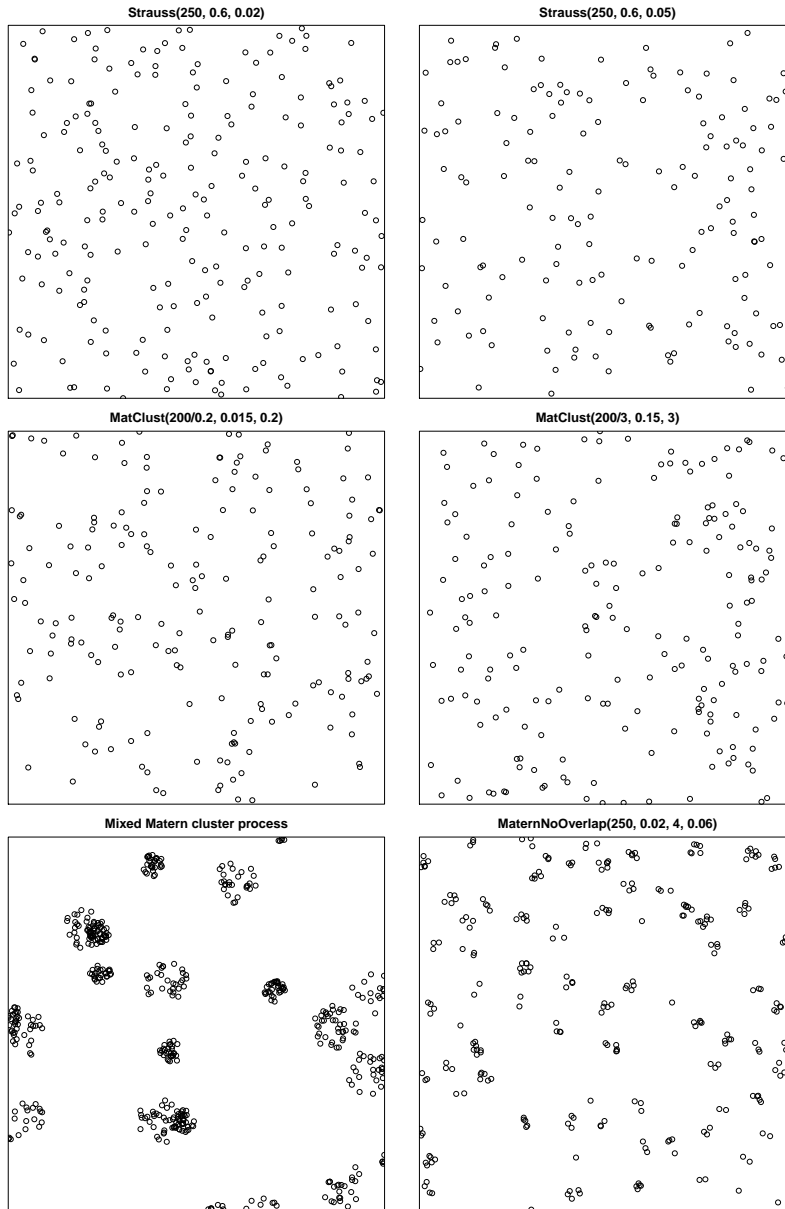 Strauss(250, 0.6, 0.02)
Strauss(250, 0.6, 0.05)
MatClust(200/0.2, 0.015, 0.2)
MatClust(200/3, 0.15, 3)
Mixed Matern cluster process
MaternNoOverlap(250, 0.02, 4, 0.06)